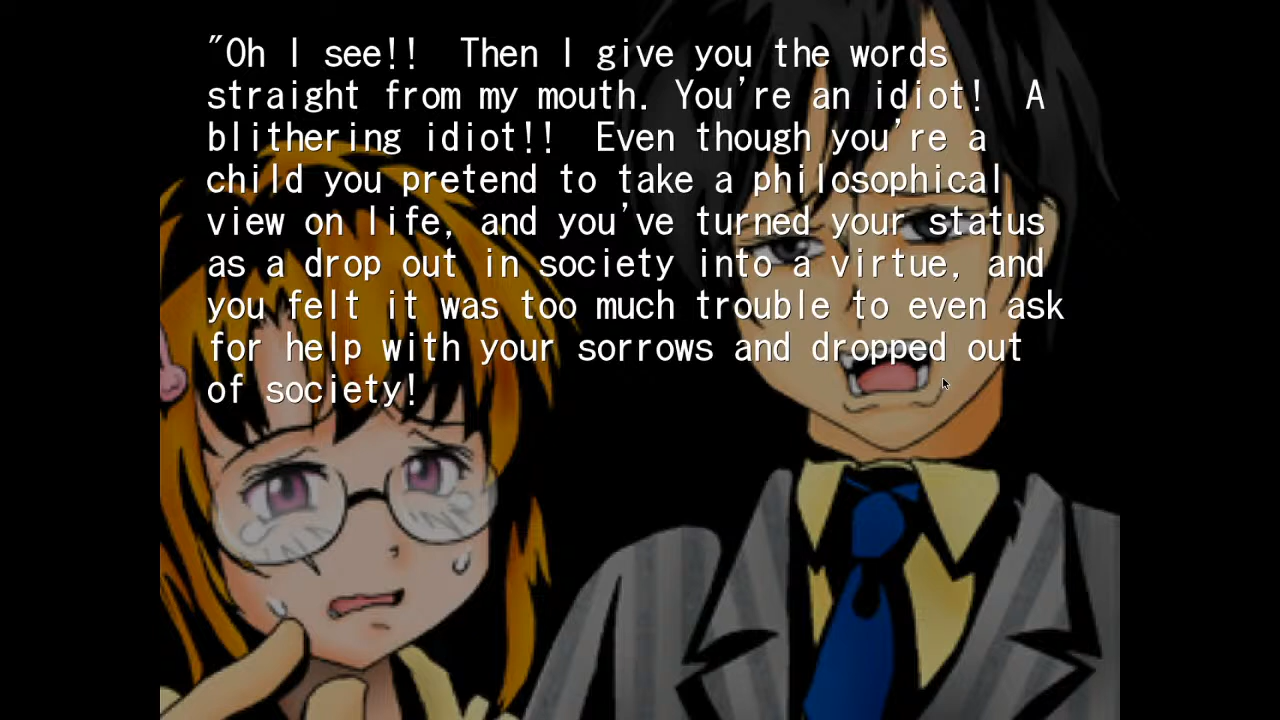 "Oh I see!!  Then I give you the words
straight from my mouth. You're an idiot!  A
blithering idiot!!  Even though you're a
child you pretend to take a philosophical
view on life, and you've turned your status
as a drop out in society into a virtue, and
you felt it was too much trouble to even ask
for help with your sorrows and dropped out
of society!